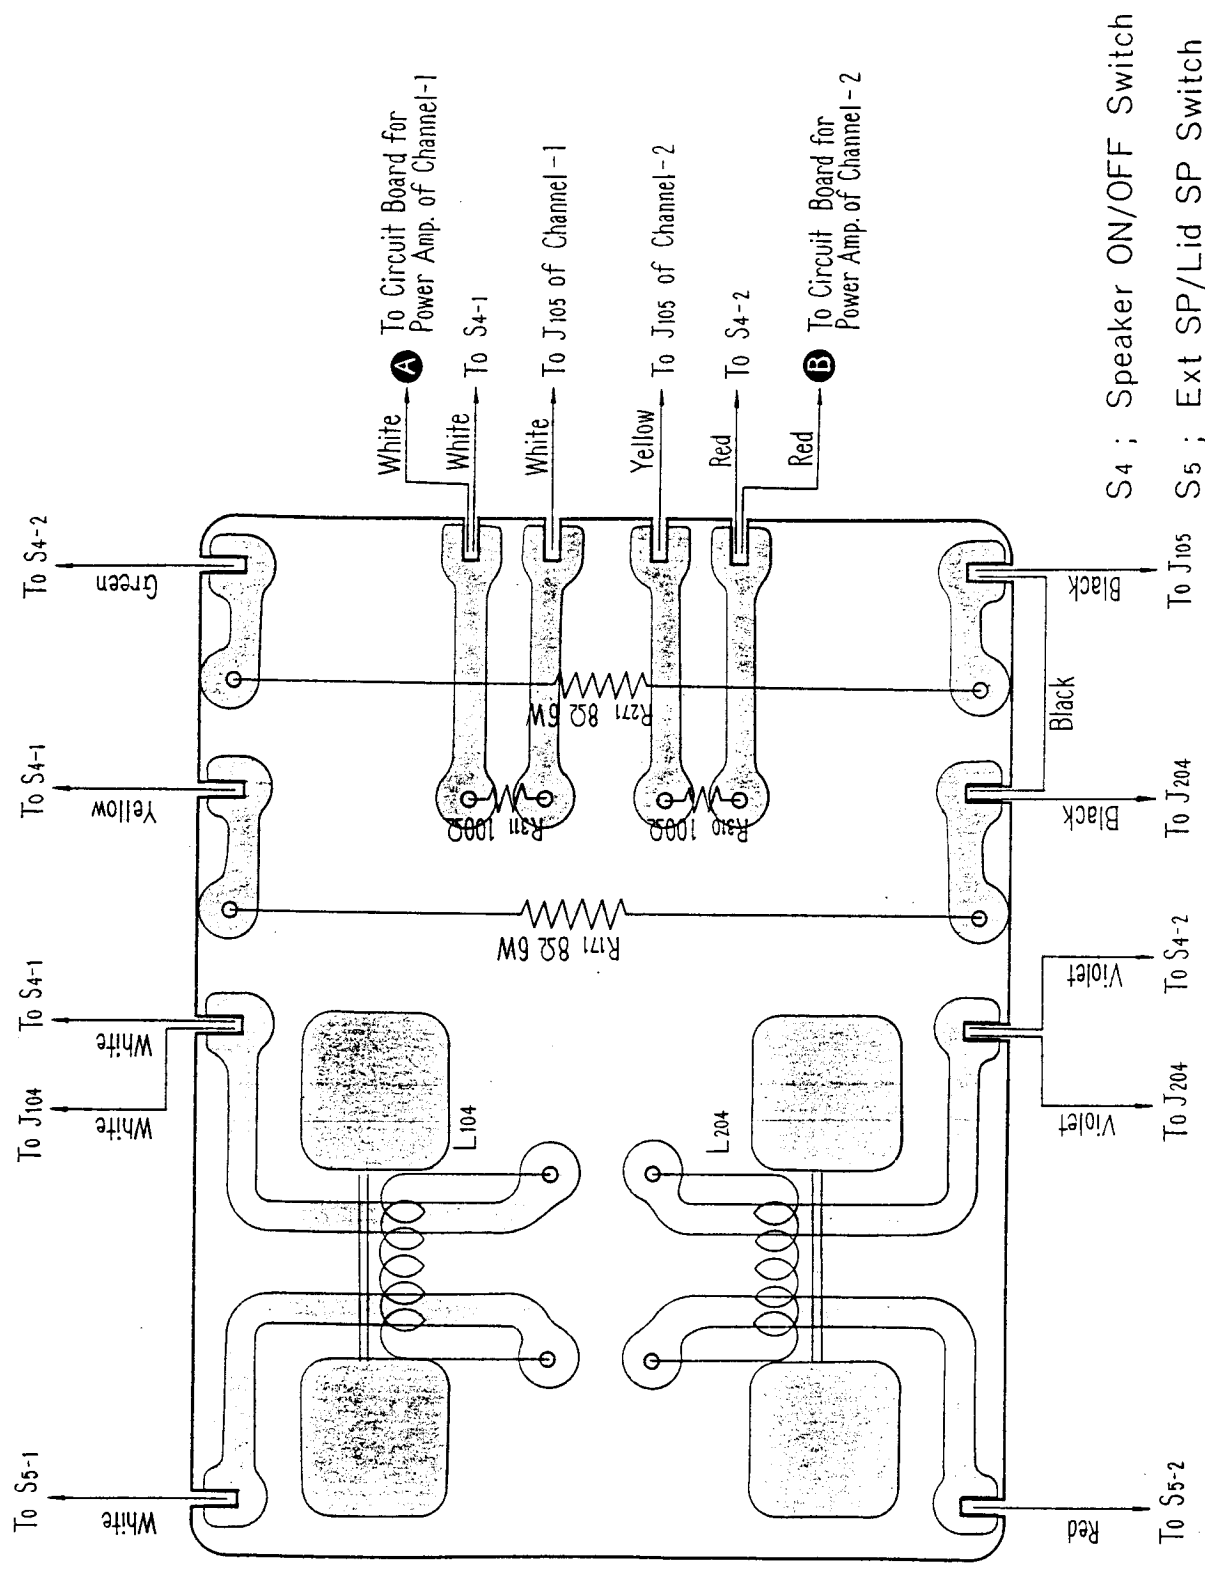 To S4-2
Green
To S4-1
Yellow
To S4-1
White
To J104
White
To S5-1
White
A To Circuit Board for
Power Amp. of Channel-1
White
To S4-1
White
To J105 of Channel-1
White
To J105 of Channel-2
Yellow
To S4-2
Red
B To Circuit Board for
Power Amp. of Channel-2
Red
R271
8Ω 6W
R311
100Ω
R310
100Ω
R171
8Ω 6W
L104
L204
Black
To J105
Black
Black
To J204
Violet
To S4-2
Violet
To J204
Red
To S5-2
S4 ; Speaker ON/OFF Switch
S5 ; Ext SP/Lid SP Switch